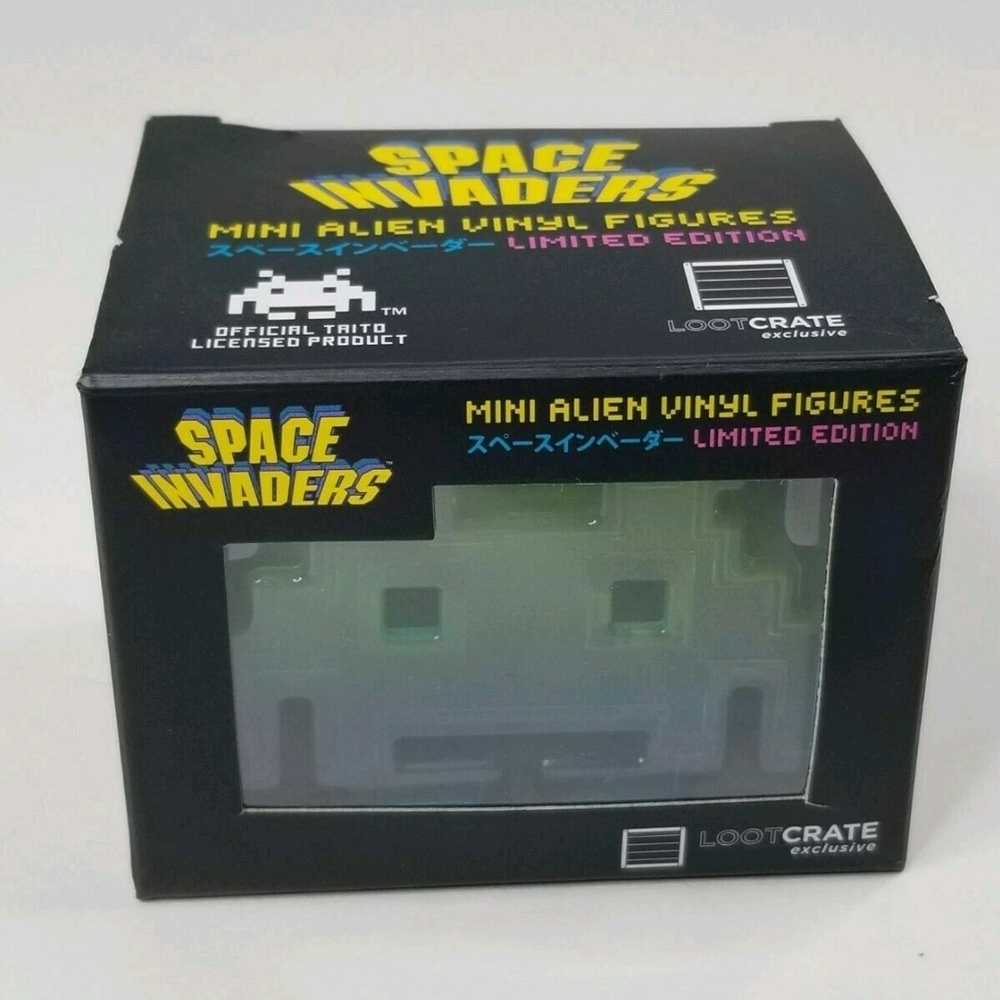 SPACE
INVADERS™
MINI ALIEN VINYL FIGURES
スペースインベーダー LIMITED EDITION
TM
OFFICIAL TAITO
LICENSED PRODUCT
LOOTCRATE
exclusive
SPACE
INVADERS™
MINI ALIEN VINYL FIGURES
スペースインベーダー LIMITED EDITION
LOOTCRATE
exclusive